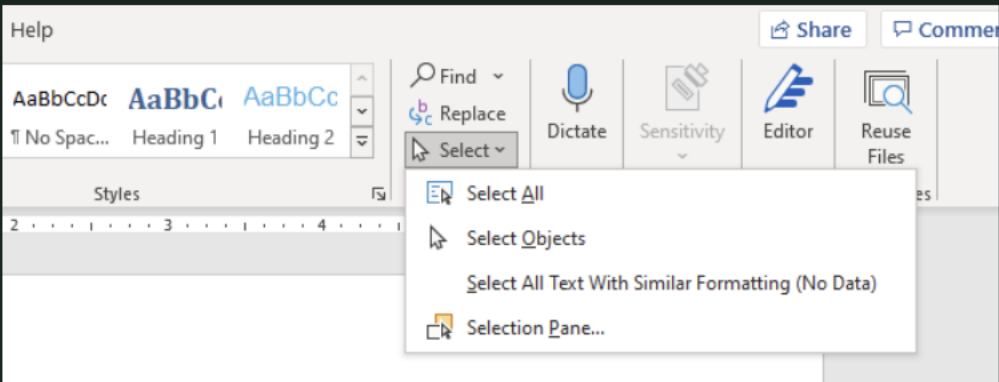 Help
Share
Commen
AaBbCcDc AaBbC AaBbCc
¶ No Spac... Heading 1 Heading 2
Styles
Find
Replace
Select
Dictate
Sensitivity
Editor
Reuse
Files
es
2 3 4
Select All
Select Objects
Select All Text With Similar Formatting (No Data)
Selection Pane...